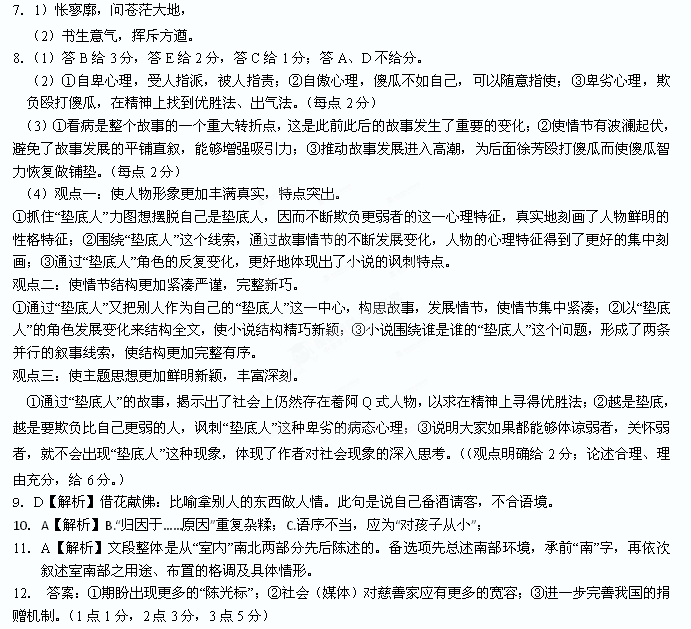 7. 1）怅寥廓，问苍茫大地，
（2）书生意气，挥斥方遒。
8.（1）答 B 给 3 分，答 E 给 2 分，答 C 给 1 分；答 A、D 不给分。
（2）①自卑心理，受人指派，被人指责；②自傲心理，傻瓜不如自己，可以随意指使；③卑劣心理，欺
负殴打傻瓜，在精神上找到优胜法、出气法。（每点 2 分）
（3）①看病是整个故事的一个重大转折点，这是此前此后的故事发生了重要的变化；②使情节有波澜起伏，
避免了故事发展的平铺直叙，能够增强吸引力；③推动故事发展进入高潮，为后面徐芳殴打傻瓜而使傻瓜智
力恢复做铺垫。（每点 2 分）
（4）观点一：使人物形象更加丰满真实，特点突出。
①抓住“垫底人”力图想摆脱自己是垫底人，因而不断欺负更弱者的这一心理特征，真实地刻画了人物鲜明的
性格特征；②围绕“垫底人”这个线索，通过故事情节的不断发展变化，人物的心理特征得到了更好的集中刻
画；③通过“垫底人”角色的反复变化，更好地体现出了小说的讽刺特点。
观点二：使情节结构更加紧凑严谨，完整新巧。
①通过“垫底人”又把别人作为自己的“垫底人”这一中心，构思故事，发展情节，使情节集中紧凑；②以“垫底
人”的角色发展变化来结构全文，使小说结构精巧新颖；③小说围绕谁是谁的“垫底人”这个问题，形成了两条
并行的叙事线索，使结构更加完整有序。
观点三：使主题思想更加鲜明新颖，丰富深刻。
①通过“垫底人”的故事，揭示出了社会上仍然存在着阿 Q 式人物，以求在精神上寻得优胜法；②越是垫底，
越是要欺负比自己更弱的人，讽刺“垫底人”这种卑劣的病态心理；③说明大家如果都能够体谅弱者，关怀弱
者，就不会出现“垫底人”这种现象，体现了作者对社会现象的深入思考。（（观点明确给 2 分；论述合理、理
由充分，给 6 分。）
9. D【解析】借花献佛：比喻拿别人的东西做人情。此句是说自己备酒请客，不合语境。
10. A【解析】B.“归因于……原因”重复杂糅；C.语序不当，应为“对孩子从小”；
11. A【解析】文段整体是从“室内”南北两部分先后陈述的。备选项先总述南部环境，承前“南”字，再依次
叙述室南部之用途、布置的格调及具体情形。
12. 答案：①期盼出现更多的“陈光标”；②社会（媒体）对慈善家应有更多的宽容；③进一步完善我国的捐
赠机制。（1 点 1 分，2 点 3 分，3 点 5 分）